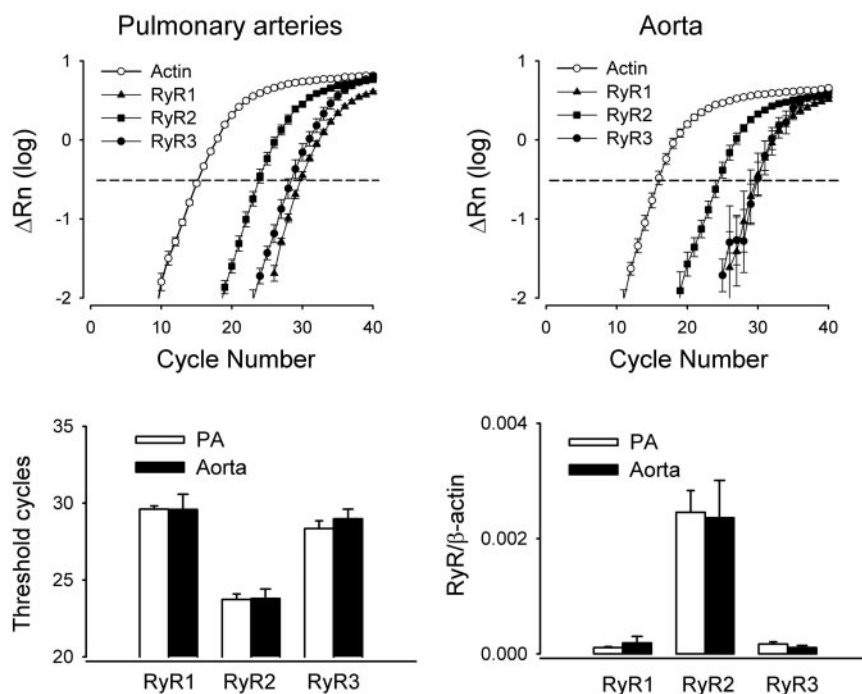 Pulmonary arteries
Actin
RyR1
RyR2
RyR3
ΔRn (log)
1
0
-1
-2
0 10 20 30 40
Cycle Number
Aorta
Actin
RyR1
RyR2
RyR3
ΔRn (log)
1
0
-1
-2
0 10 20 30 40
Cycle Number
PA
Aorta
Threshold cycles
35
30
25
20
RyR1 RyR2 RyR3
PA
Aorta
RyR/β-actin
0.004
0.002
0.000
RyR1 RyR2 RyR3